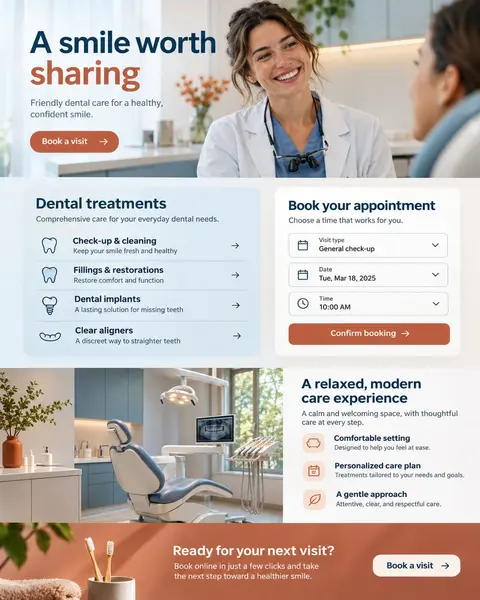 A smile worth
sharing
Friendly dental care for a healthy,
confident smile.
Book a visit
Dental treatments
Comprehensive care for your everyday dental needs.
Check-up & cleaning
Keep your smile fresh and healthy
Fillings & restorations
Restore comfort and function
Dental implants
A lasting solution for missing teeth
Clear aligners
A discreet way to straighter teeth
Book your appointment
Choose a time that works for you.
Visit type
General check-up
Date
Tue, Mar 18, 2025
Time
10:00 AM
Confirm booking
A relaxed, modern
care experience
A calm and welcoming space, with thoughtful
care at every step.
Comfortable setting
Designed to help you feel at ease.
Personalized care plan
Treatments tailored to your needs and goals.
A gentle approach
Attentive, clear, and respectful care.
Ready for your next visit?
Book online in just a few clicks and take
the next step toward a healthier smile.
Book a visit